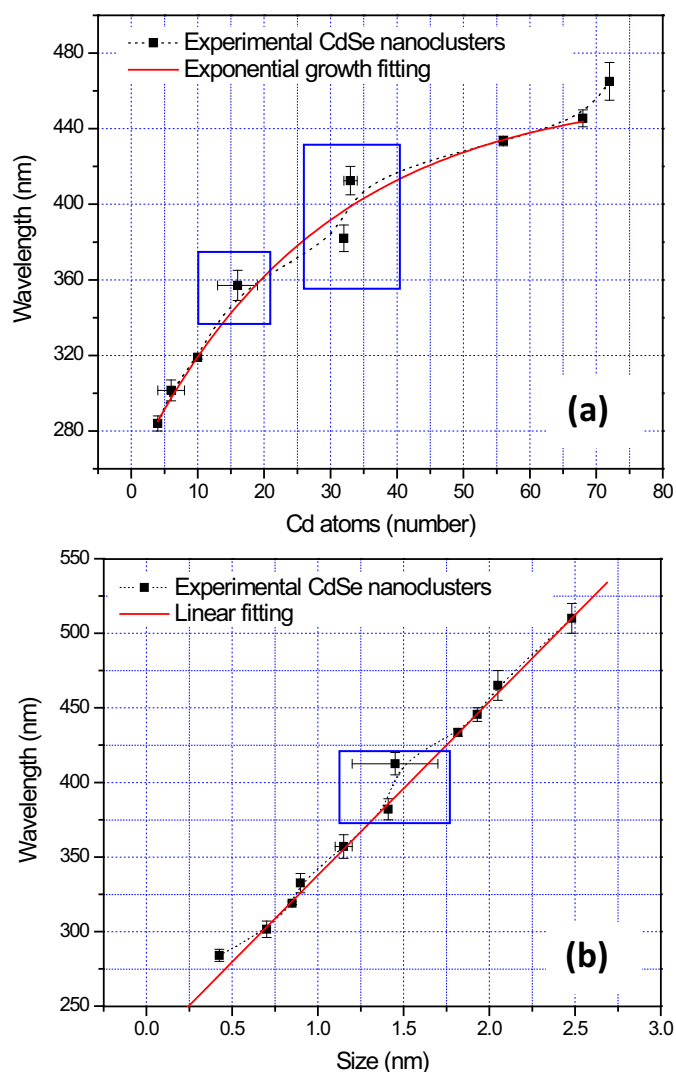 480
440
400
360
320
280
Wavelength (nm)
Experimental CdSe nanoclusters
Exponential growth fitting
(a)
0 10 20 30 40 50 60 70 80
Cd atoms (number)
550
500
450
400
350
300
250
Wavelength (nm)
Experimental CdSe nanoclusters
Linear fitting
(b)
0.0 0.5 1.0 1.5 2.0 2.5 3.0
Size (nm)